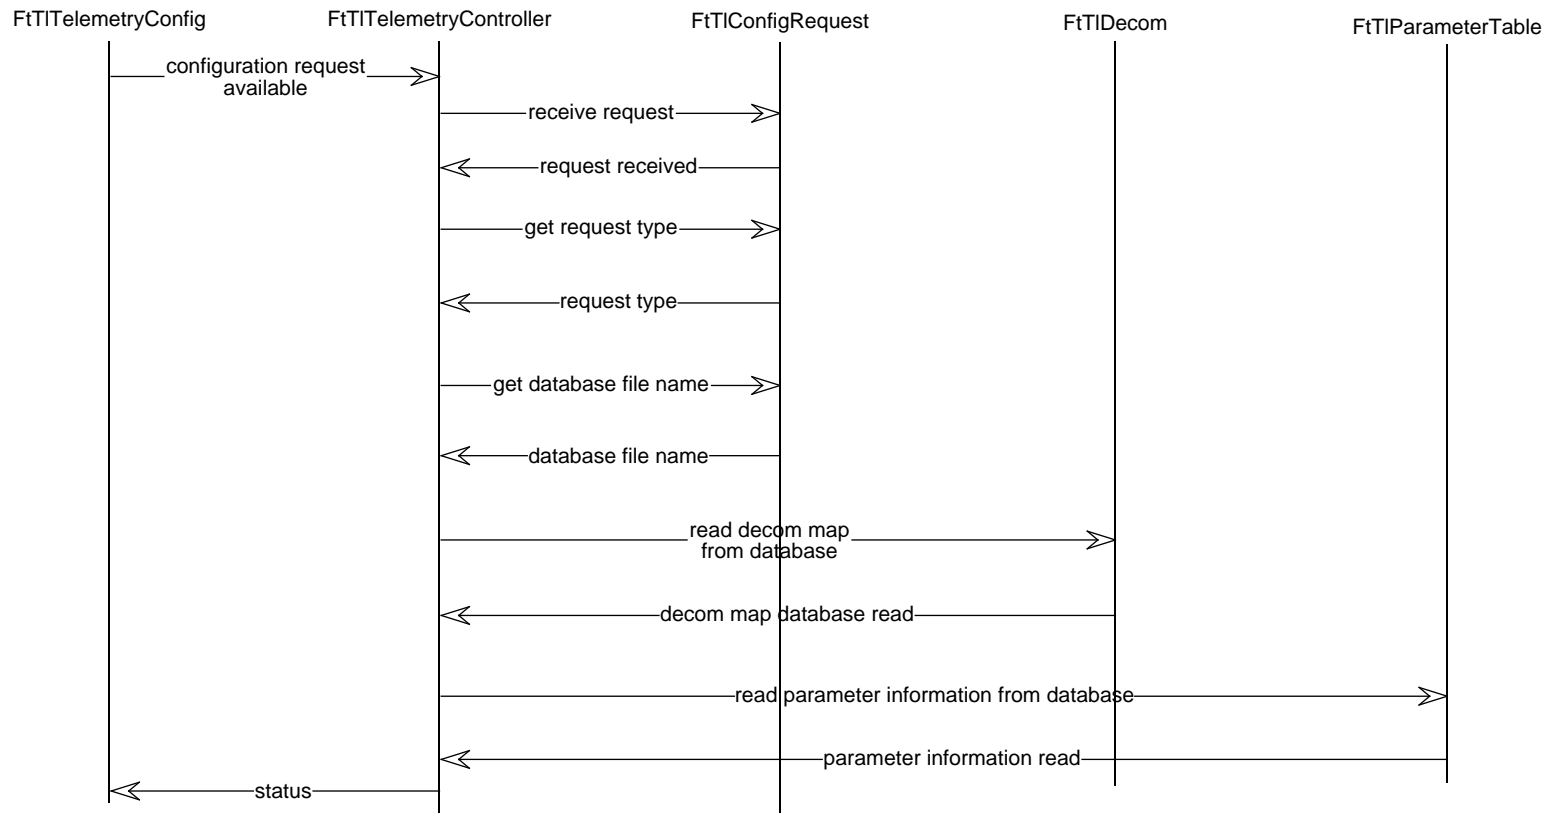 FtTlTelemetryConfig
FtTlTelemetryController
FtTlConfigRequest
FtTlDecom
FtTlParameterTable
configuration request
available
receive request
request received
get request type
request type
get database file name
database file name
read decom map
from database
decom map database read
read parameter information from database
parameter information read
status